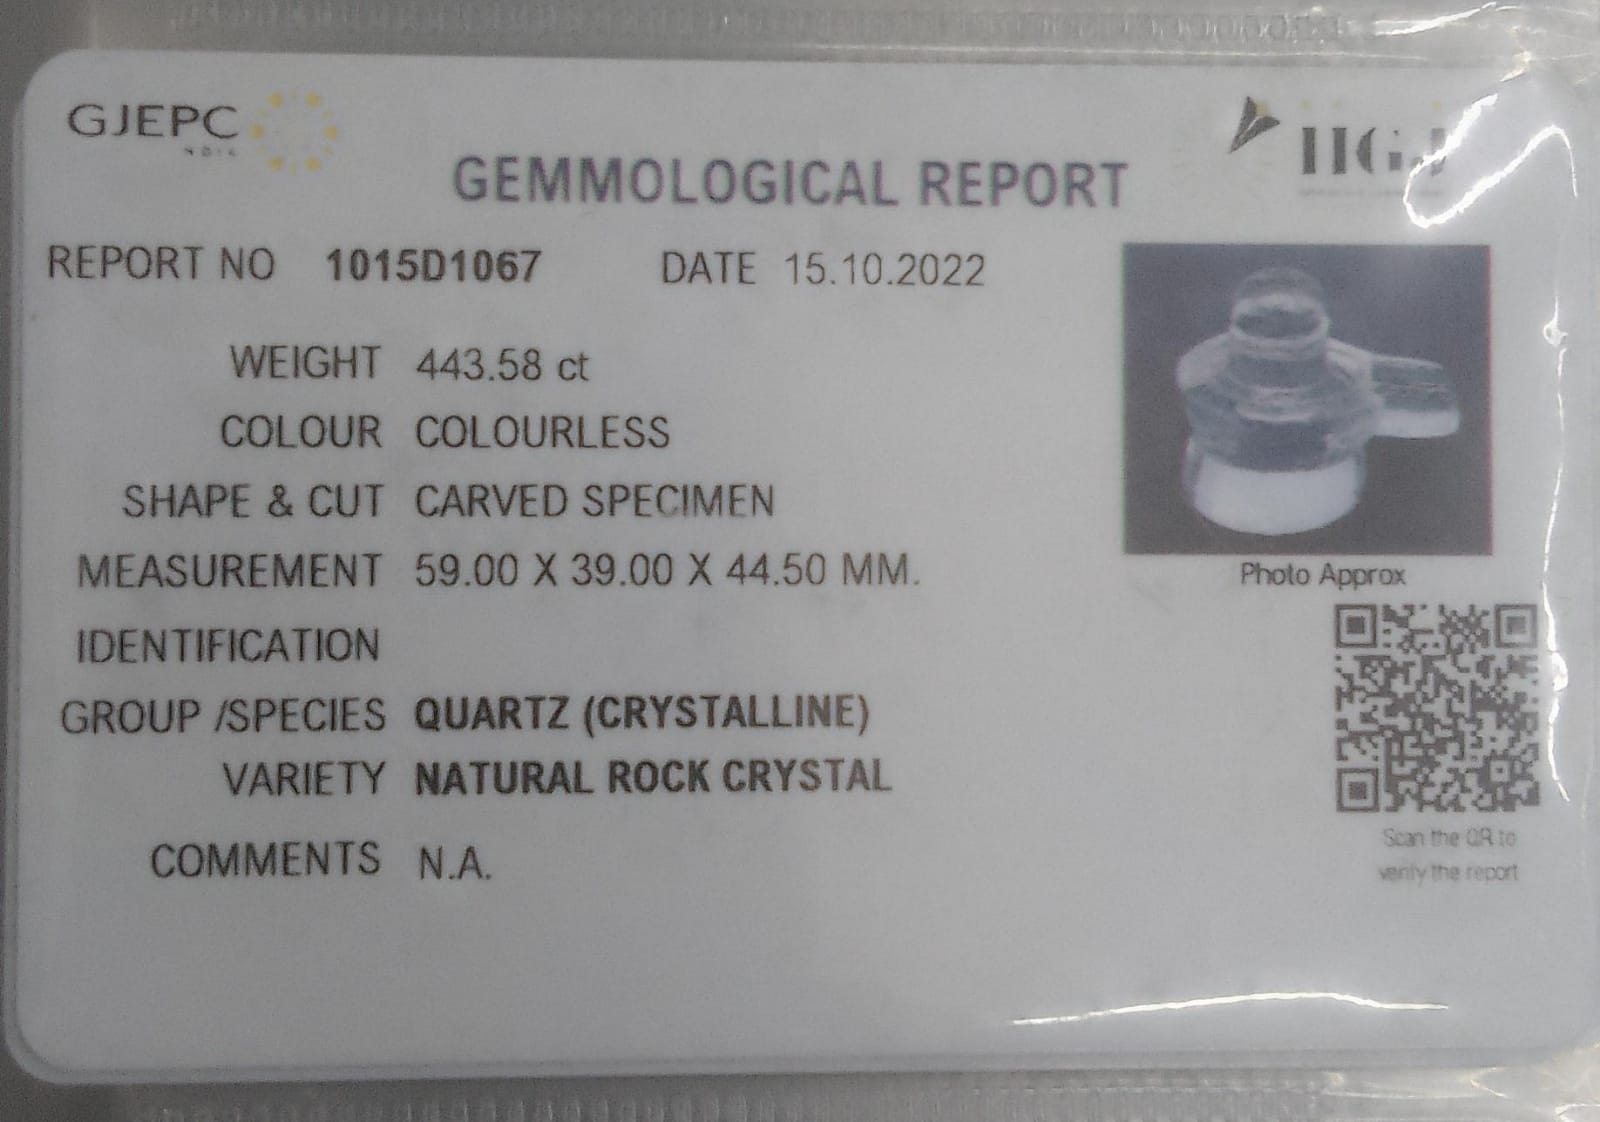 GJEPC
INDIA
IIGJ
GEMMOLOGICAL REPORT
REPORT NO 1015D1067 DATE 15.10.2022
WEIGHT 443.58 ct
COLOUR COLOURLESS
SHAPE & CUT CARVED SPECIMEN
MEASUREMENT 59.00 X 39.00 X 44.50 MM.
IDENTIFICATION
GROUP /SPECIES QUARTZ (CRYSTALLINE)
VARIETY NATURAL ROCK CRYSTAL
COMMENTS N.A.
Photo Approx
Scan the QR to
verify the report